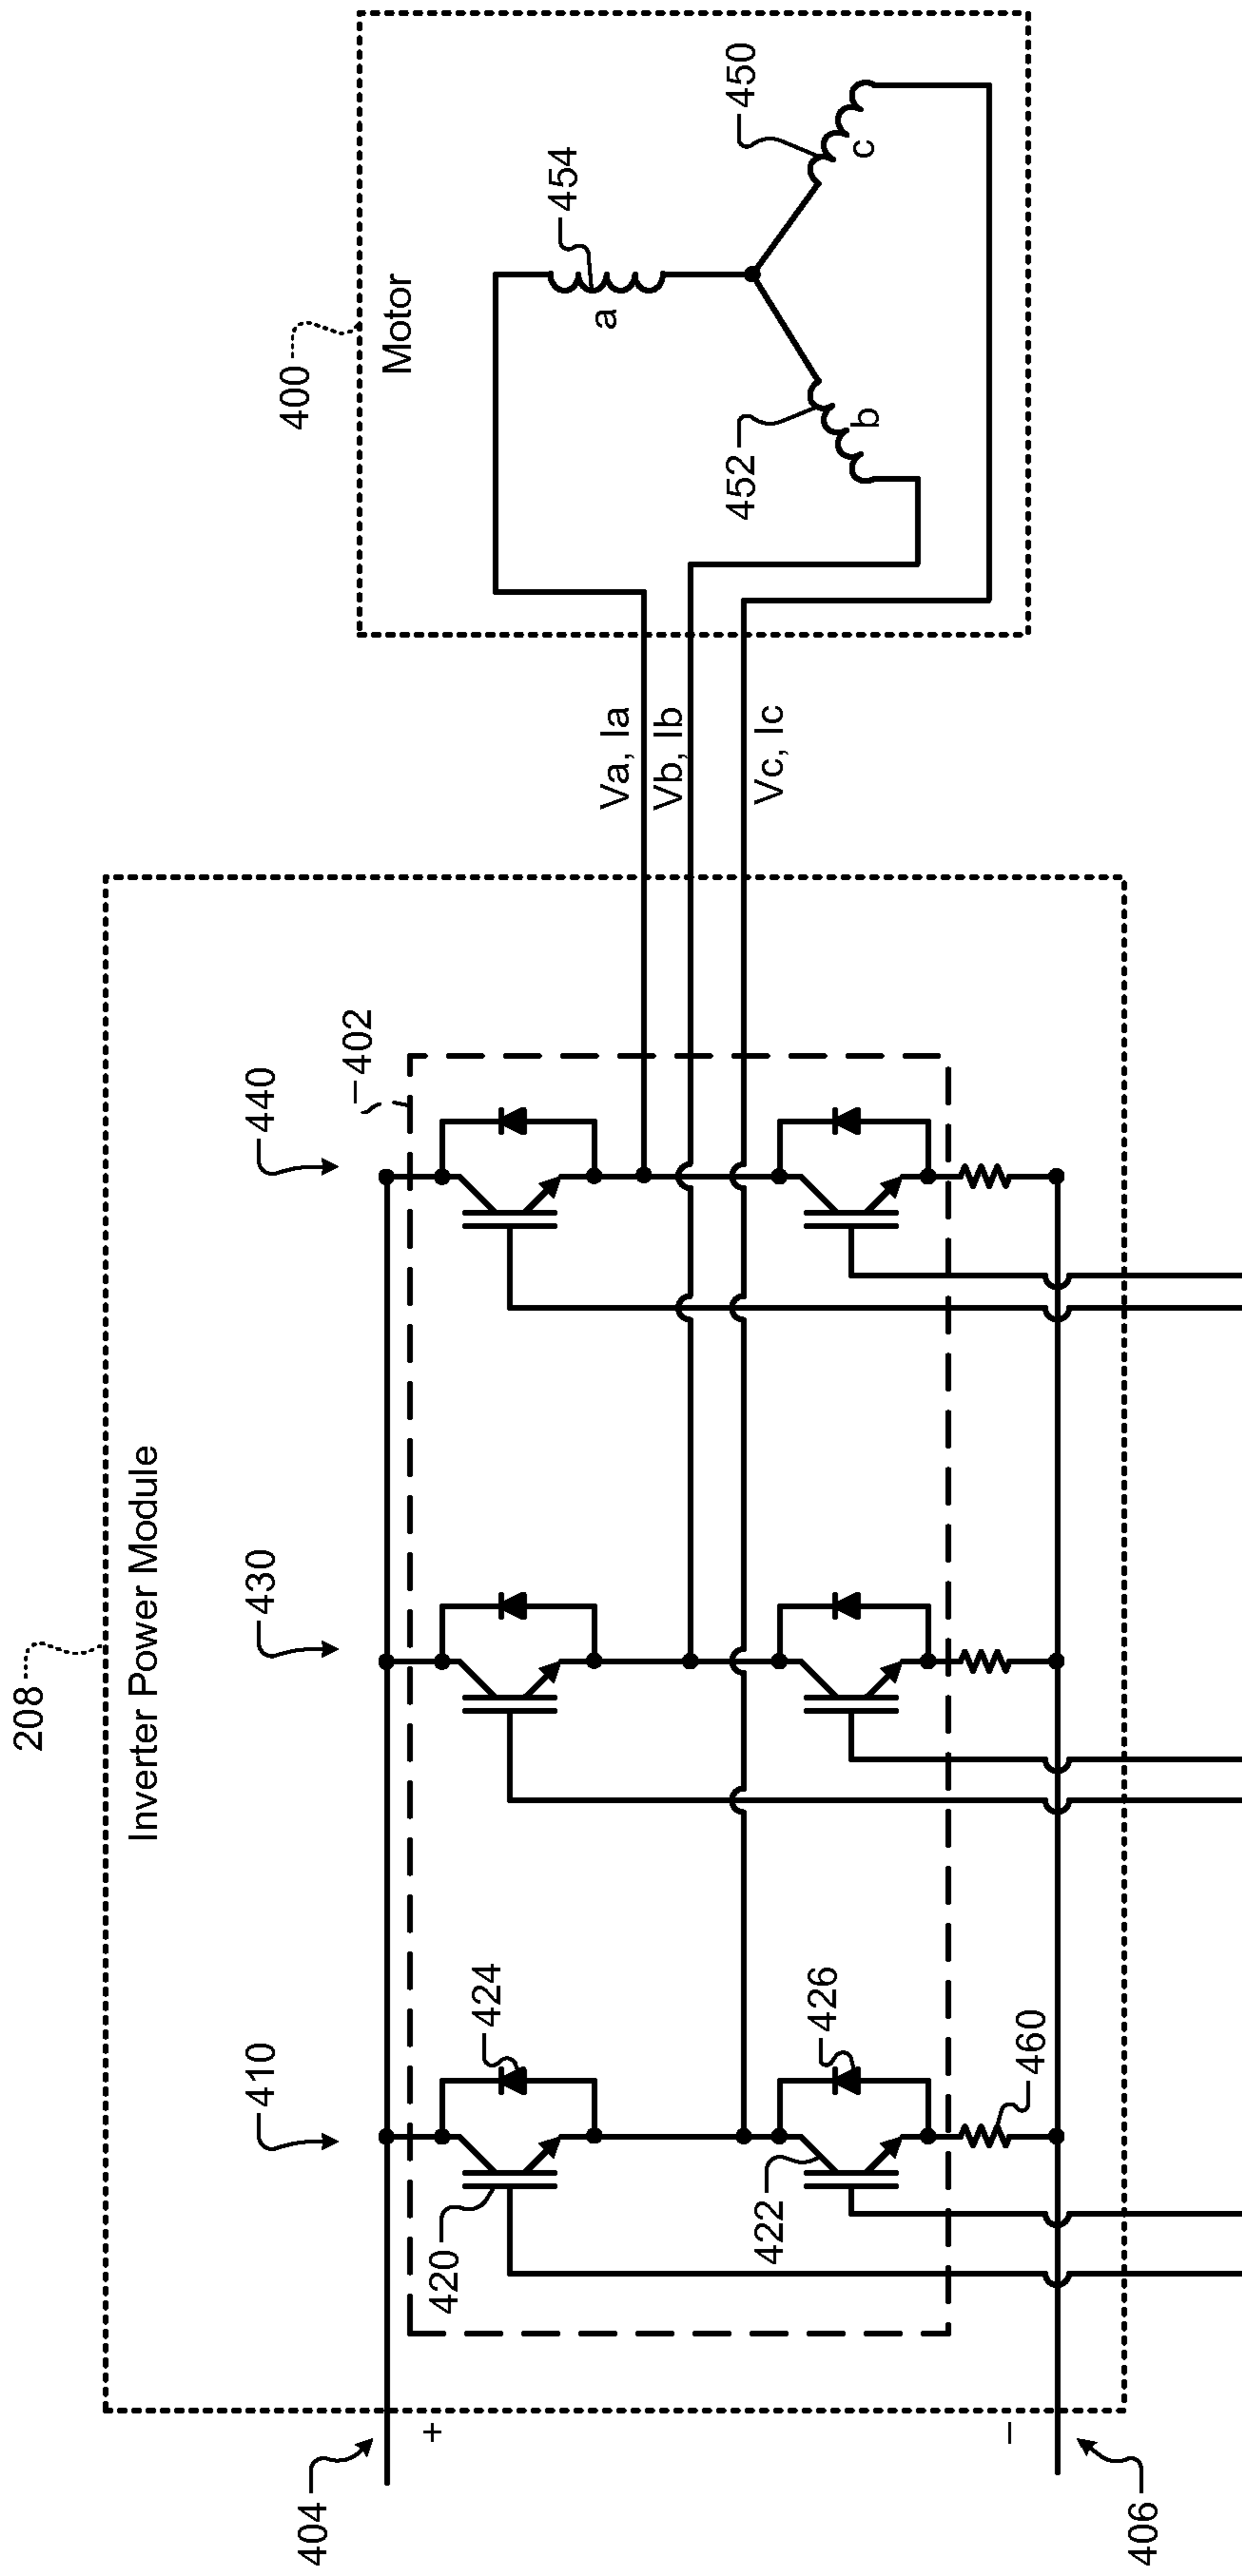 208
Inverter Power Module
400
Motor
410
430
440
402
404
+
420
424
422
426
460
−
406
Va, Ia
Vb, Ib
Vc, Ic
454
a
452
b
450
c